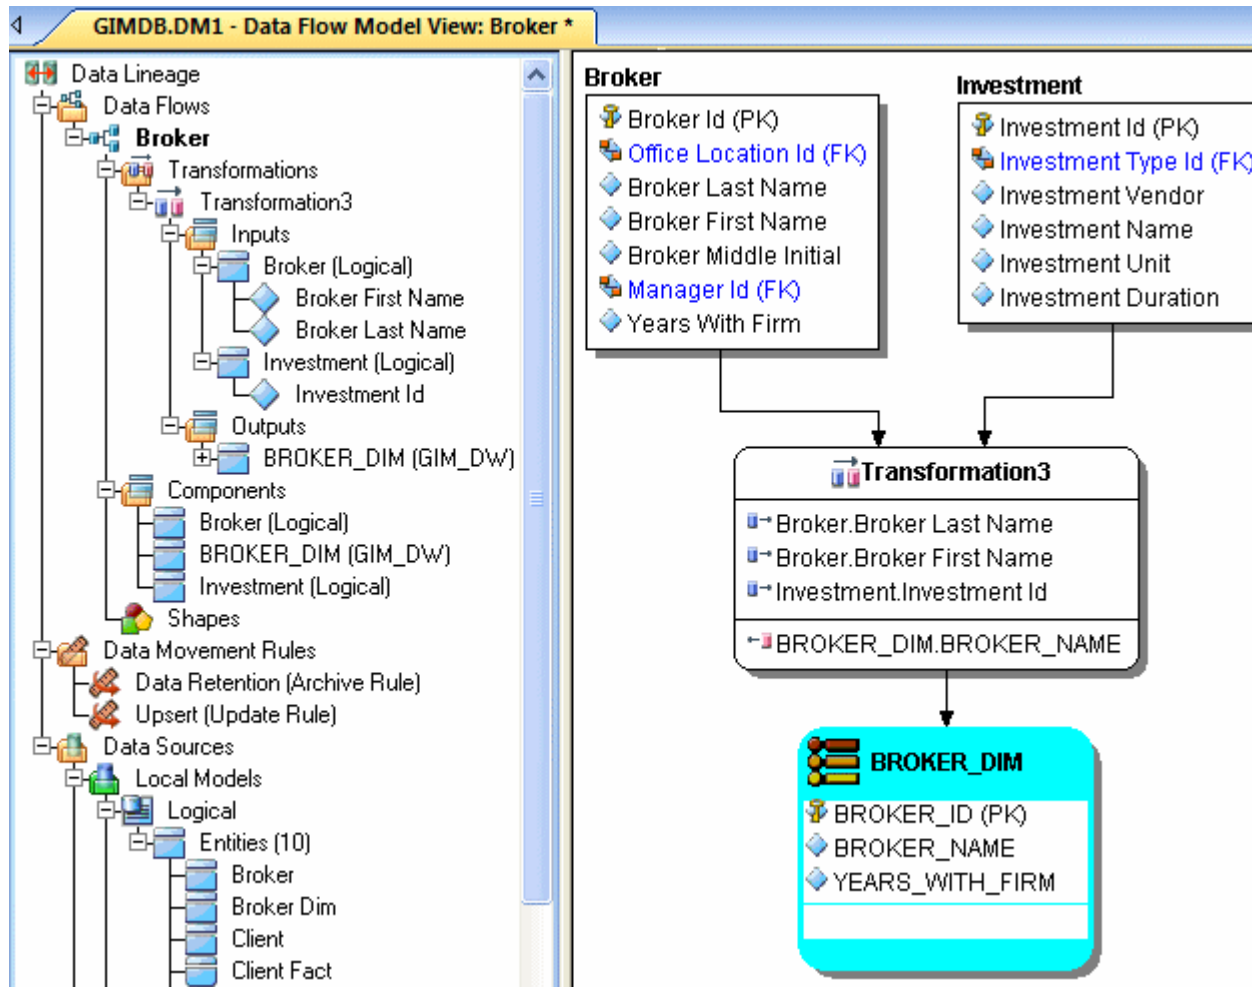 GIMDB.DM1 - Data Flow Model View: Broker *
Data Lineage
Data Flows
Broker
Transformations
Transformation3
Inputs
Broker (Logical)
Broker First Name
Broker Last Name
Investment (Logical)
Investment Id
Outputs
BROKER_DIM (GIM_DW)
Components
Broker (Logical)
BROKER_DIM (GIM_DW)
Investment (Logical)
Shapes
Data Movement Rules
Data Retention (Archive Rule)
Upsert (Update Rule)
Data Sources
Local Models
Logical
Entities (10)
Broker
Broker Dim
Client
Client Fact
Broker
Broker Id (PK)
Office Location Id (FK)
Broker Last Name
Broker First Name
Broker Middle Initial
Manager Id (FK)
Years With Firm
Investment
Investment Id (PK)
Investment Type Id (FK)
Investment Vendor
Investment Name
Investment Unit
Investment Duration
Transformation3
Broker.Broker Last Name
Broker.Broker First Name
Investment.Investment Id
BROKER_DIM.BROKER_NAME
BROKER_DIM
BROKER_ID (PK)
BROKER_NAME
YEARS_WITH_FIRM